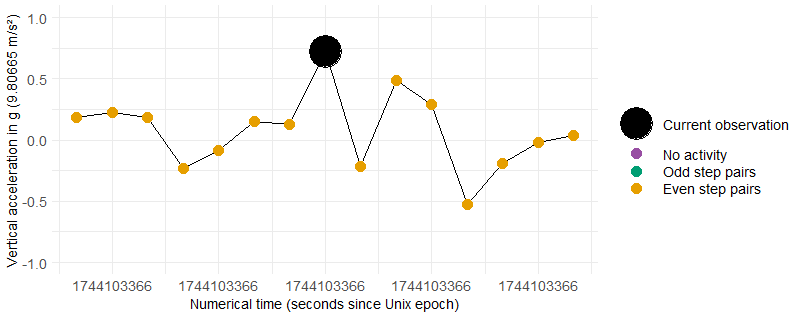 Vertical acceleration in g (9.80665 m/s²)
1.0
0.5
0.0
-0.5
-1.0
1744103366 1744103366 1744103366 1744103366 1744103366
Numerical time (seconds since Unix epoch)
Current observation
No activity
Odd step pairs
Even step pairs